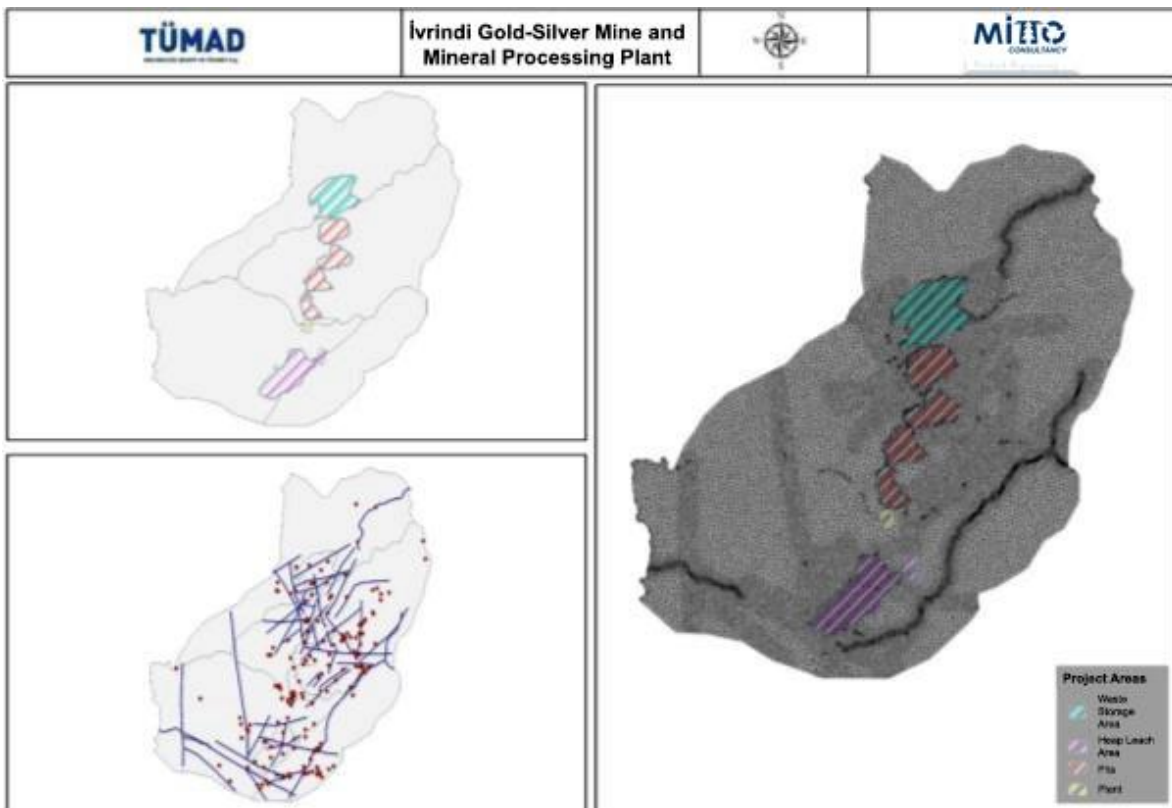 TÜMAD
İvrindi Gold-Silver Mine and
Mineral Processing Plant
MiTTO
CONSULTANCY
Project Areas
Waste
Storage
Area
Heap Leach
Area
Pits
Plant